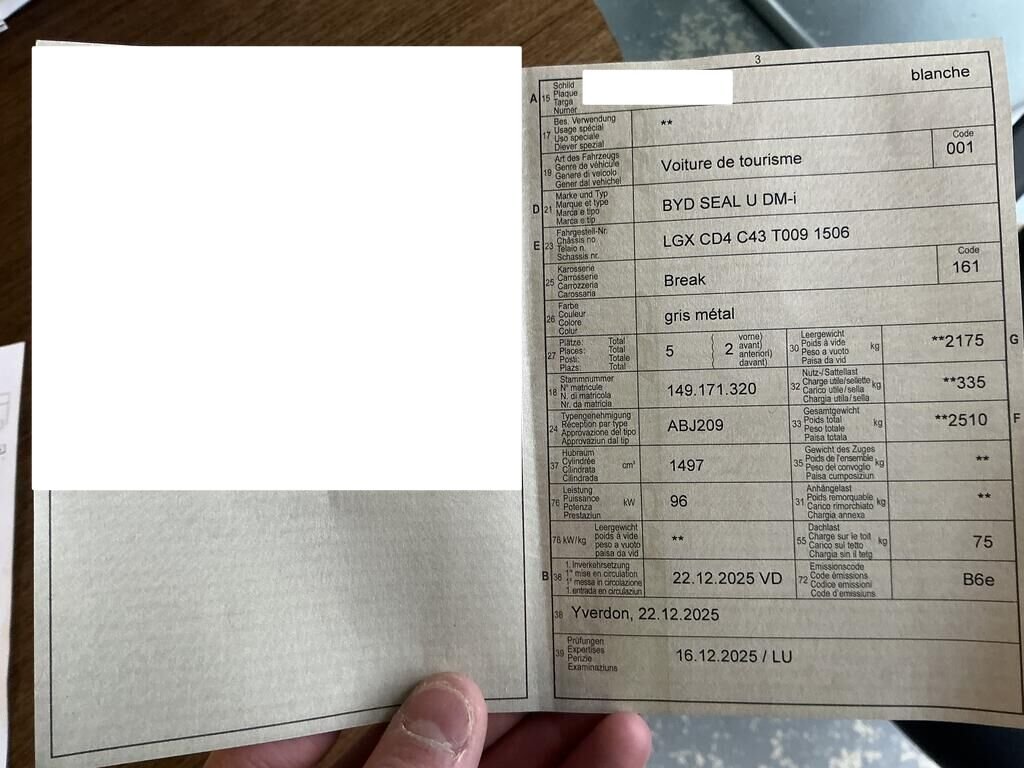 3
A 15 Schild
Plaque
Targa
Numer
blanche
17 Bes. Verwendung
Usage spécial
Uso speciale
Diever spezial
**
19 Art des Fahrzeugs
Genre de véhicule
Genere di veicolo
Gener dal vehichel
Voiture de tourisme
Code
001
D 21 Marke und Typ
Marque et type
Marca e tipo
Marca e tip
BYD SEAL U DM-i
E 23 Fahrgestell-Nr.
Châssis no
Telaio n.
Schassis nr.
LGX CD4 C43 T009 1506
25 Karosserie
Carrosserie
Carrozzeria
Carossaria
Break
Code
161
26 Farbe
Couleur
Colore
Colur
gris métal
27 Plätze: Total
Places: Total
Posti: Totale
Plazs: Total
5
( 2 vorne)
avant)
anteriori)
davant)
30 Leergewicht
Poids à vide
Peso a vuoto
Paisa da vid
kg
**2175
G
18 Stammnummer
N° matricule
N. di matricola
Nr. da matricla
149.171.320
32 Nutz-/Sattellast
Charge utile/sellette
Carico utile/sella
Chargia utila/sella
kg
**335
24 Typengenehmigung
Réception par type
Approvazione del tipo
Approvaziun dal tip
ABJ209
33 Gesamtgewicht
Poids total
Peso totale
Paisa totala
kg
**2510
F
37 Hubraum
Cylindrée
Cilindrata
Cilindrada
cm³
1497
35 Gewicht des Zuges
Poids de l'ensemble
Peso del convoglio
Paisa cumposiziun
kg
**
76 Leistung
Puissance
Potenza
Prestaziun
kW
96
31 Anhängelast
Poids remorquable
Carico rimorchiato
Chargia annexa
kg
**
78 kW/kg Leergewicht
poids à vide
peso a vuoto
paisa da vid
**
55 Dachlast
Charge sur le toit
Carico sul tetto
Chargia sin il tetg
kg
75
B 36 1. Inverkehrsetzung
1re mise en circulation
1a messa in circolazione
1. entrada en circulaziun
22.12.2025 VD
72 Emissionscode
Code émissions
Codice emissioni
Code d'emissiuns
B6e
38 Yverdon, 22.12.2025
39 Prüfungen
Expertises
Perizie
Examinaziuns
16.12.2025 / LU